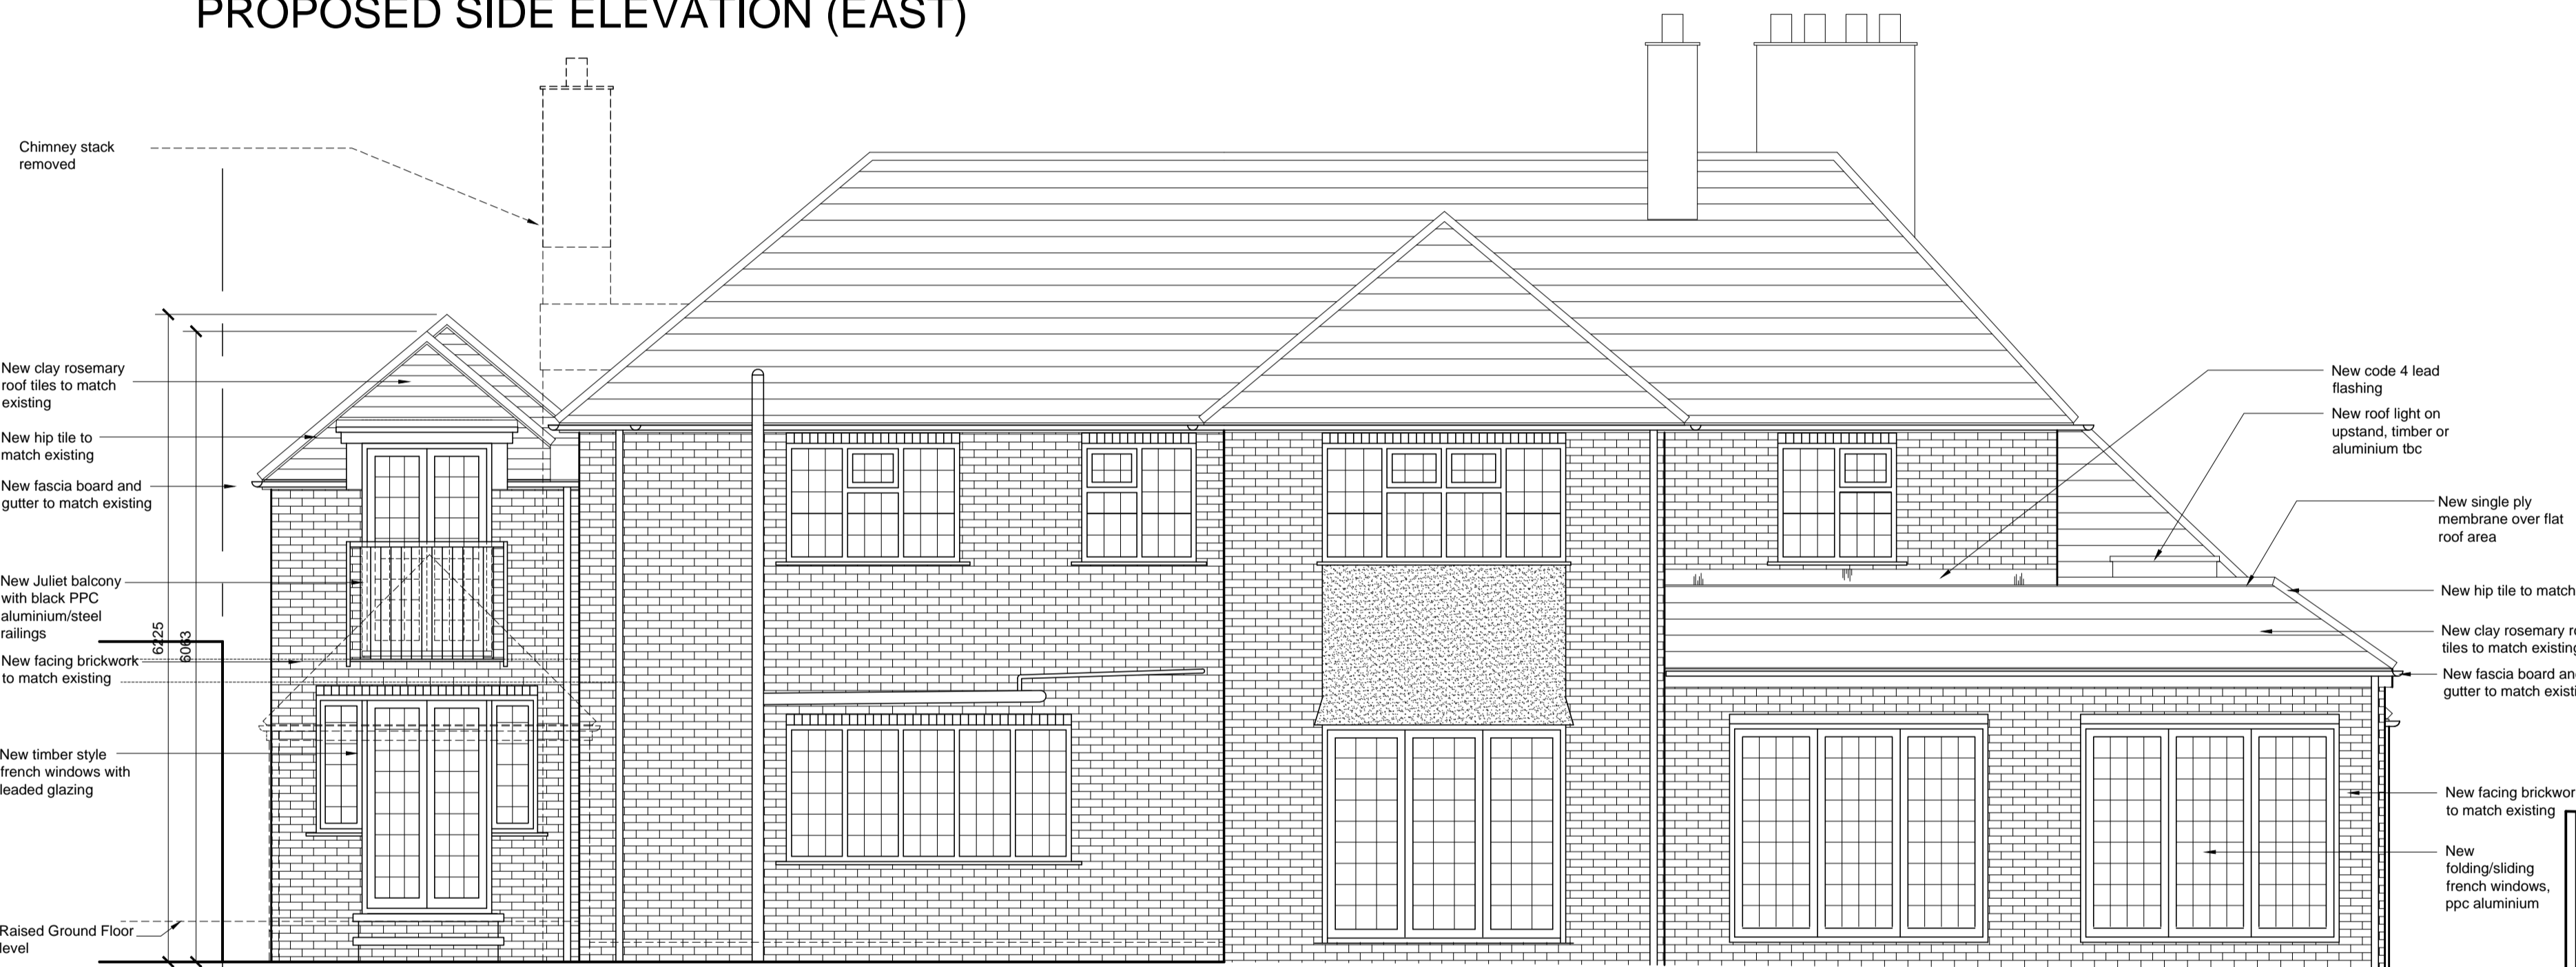 PROPOSED SIDE ELEVATION (EAST)
Chimney stack
removed
New clay rosemary
roof tiles to match
existing
New hip tile to
match existing
New fascia board and
gutter to match existing
New Juliet balcony
with black PPC
aluminium/steel
railings
6225
6063
New facing brickwork
to match existing
New timber style
french windows with
leaded glazing
Raised Ground Floor
level
New code 4 lead
flashing
New roof light on
upstand, timber or
aluminium tbc
New single ply
membrane over flat
roof area
New hip tile to match
New clay rosemary ro
tiles to match existing
New fascia board an
gutter to match existi
New facing brickwor
to match existing
New
folding/sliding
french windows,
ppc aluminium